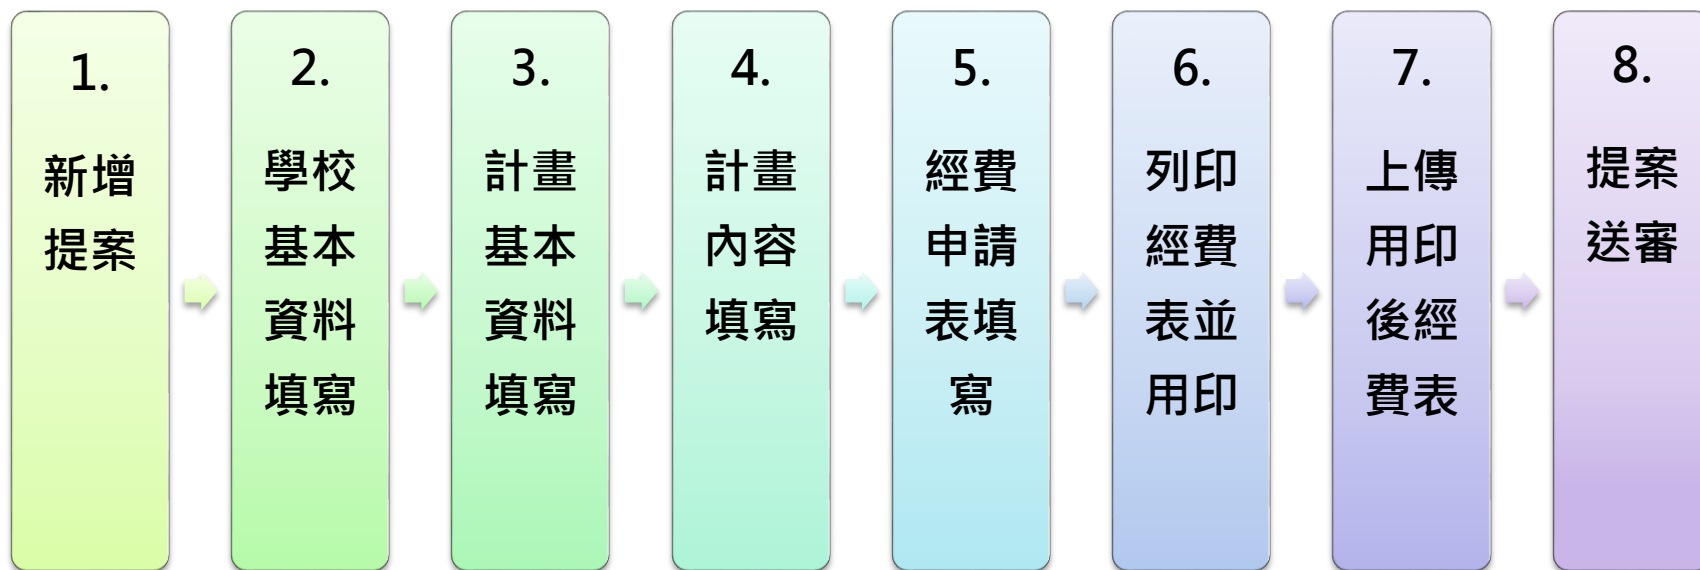 1.
新增
提案
2.
學校
基本
資料
填寫
3.
計畫
基本
資料
填寫
4.
計畫
內容
填寫
5.
經費
申請
表填
寫
6.
列印
經費
表並
用印
7.
上傳
用印
後經
費表
8.
提案
送審